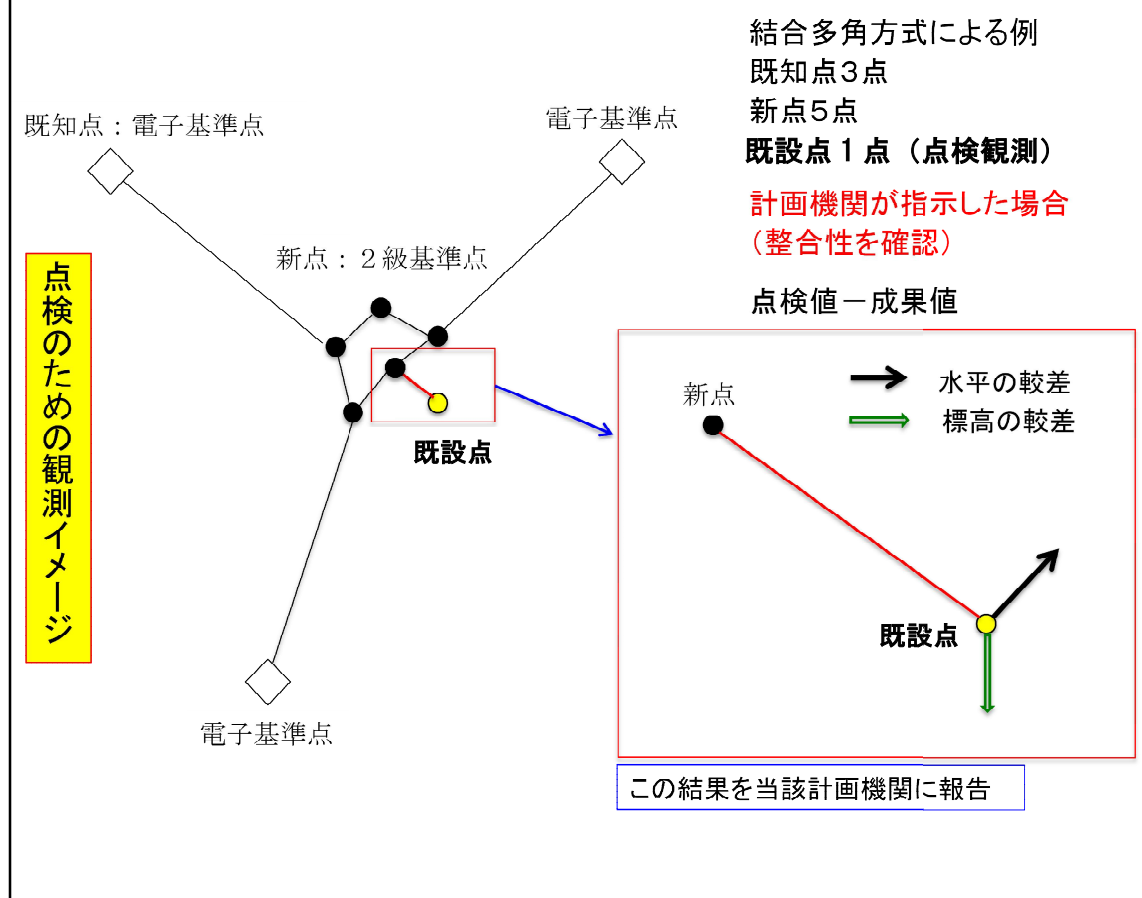 結合多角方式による例
既知点３点
新点５点
既設点１点（点検観測）
計画機関が指示した場合
（整合性を確認）
点検値－成果値
既知点：電子基準点
電子基準点
新点：２級基準点
既設点
電子基準点
点検のための観測イメージ
水平の較差
標高の較差
新点
既設点
この結果を当該計画機関に報告